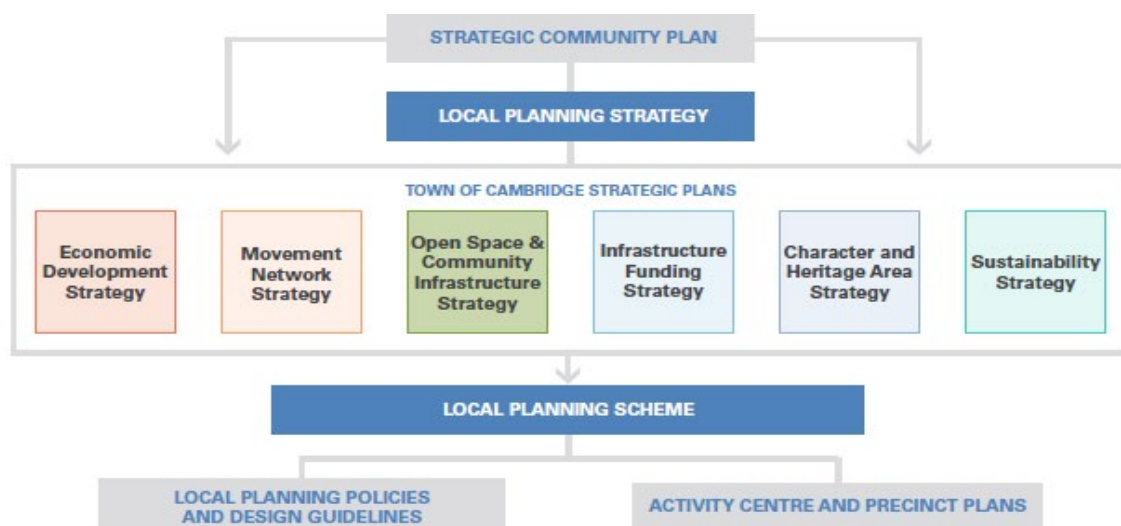 STRATEGIC COMMUNITY PLAN
LOCAL PLANNING STRATEGY
TOWN OF CAMBRIDGE STRATEGIC PLANS
Economic
Development
Strategy
Movement
Network
Strategy
Open Space &
Community
Infrastructure
Strategy
Infrastructure
Funding
Strategy
Character and
Heritage Area
Strategy
Sustainability
Strategy
LOCAL PLANNING SCHEME
LOCAL PLANNING POLICIES
AND DESIGN GUIDELINES
ACTIVITY CENTRE AND PRECINCT PLANS